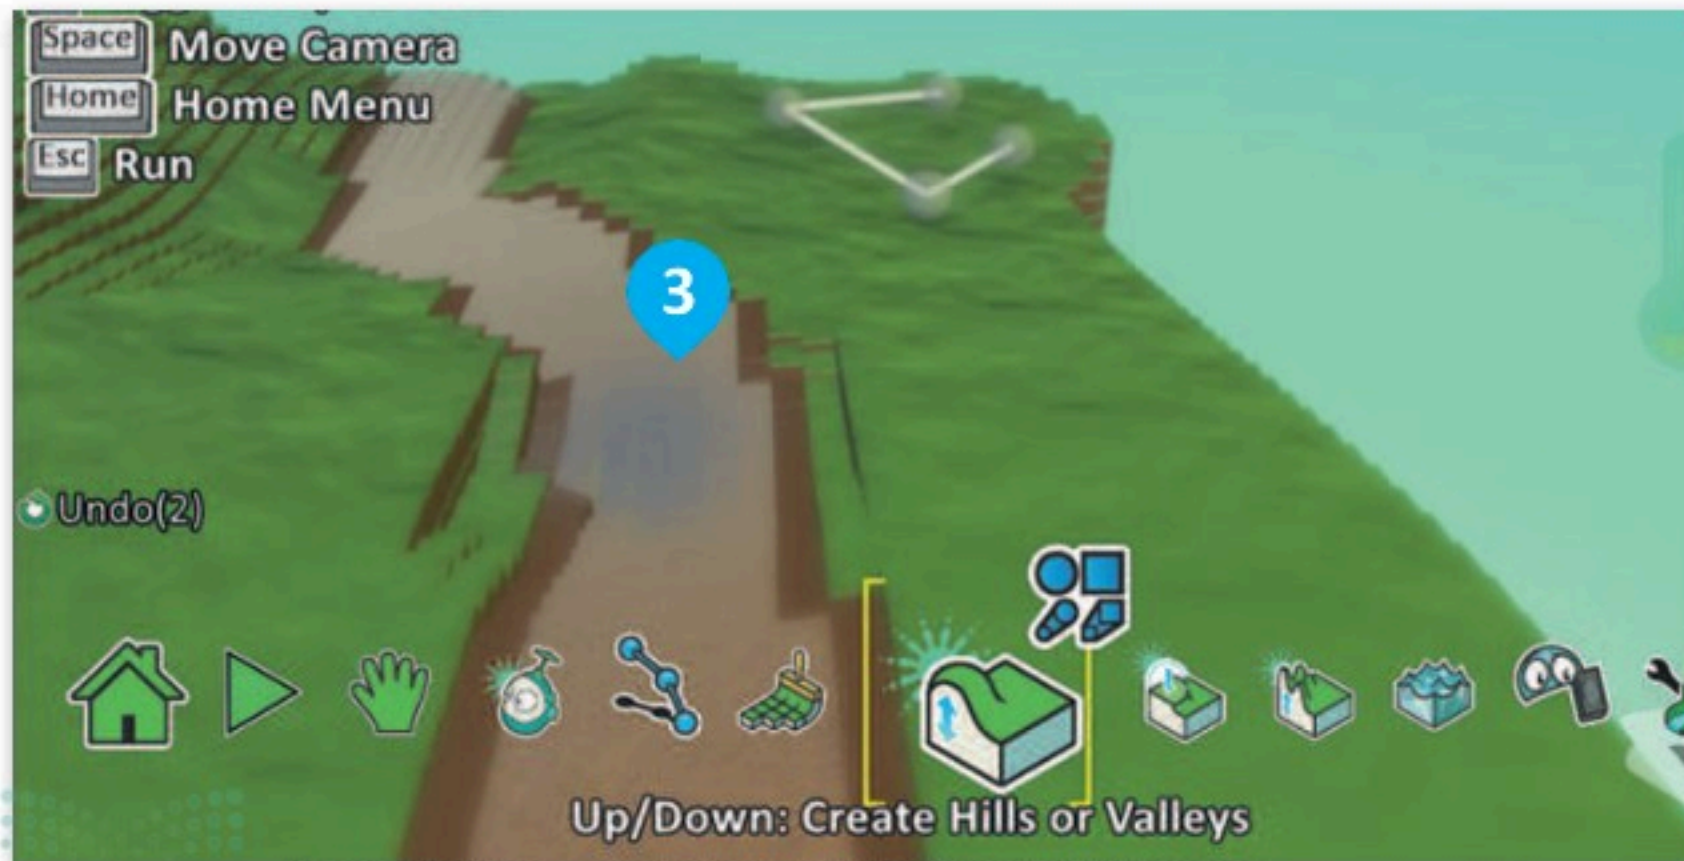 Space Move Camera
Home Home Menu
Esc Run
3
Undo(2)
Up/Down: Create Hills or Valleys